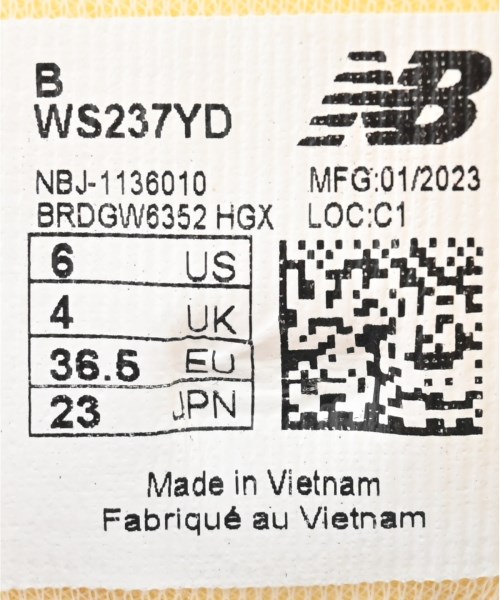 B
WS237YD
NB
NBJ-1136010
MFG:01/2023
BRDGW6352 HGX
LOC:C1
6 US
4 UK
36.5 EU
23 JPN
Made in Vietnam
Fabriqué au Vietnam